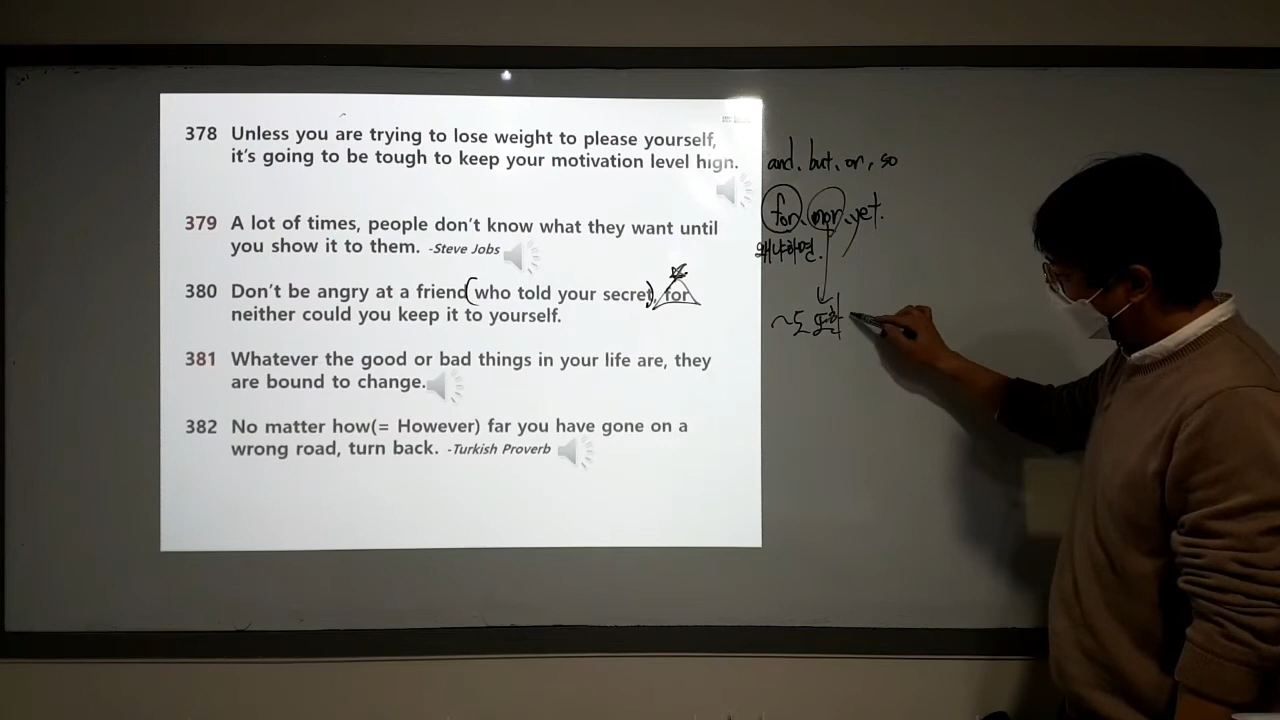 378 Unless you are trying to lose weight to please yourself,
it's going to be tough to keep your motivation level high.
379 A lot of times, people don't know what they want until
you show it to them. -Steve Jobs
380 Don't be angry at a friend (who told your secret), for
neither could you keep it to yourself.
381 Whatever the good or bad things in your life are, they
are bound to change.
382 No matter how(= However) far you have gone on a
wrong road, turn back. -Turkish Proverb
and, but, or, so
for, nor, yet.
왜냐하면.
~도 또한